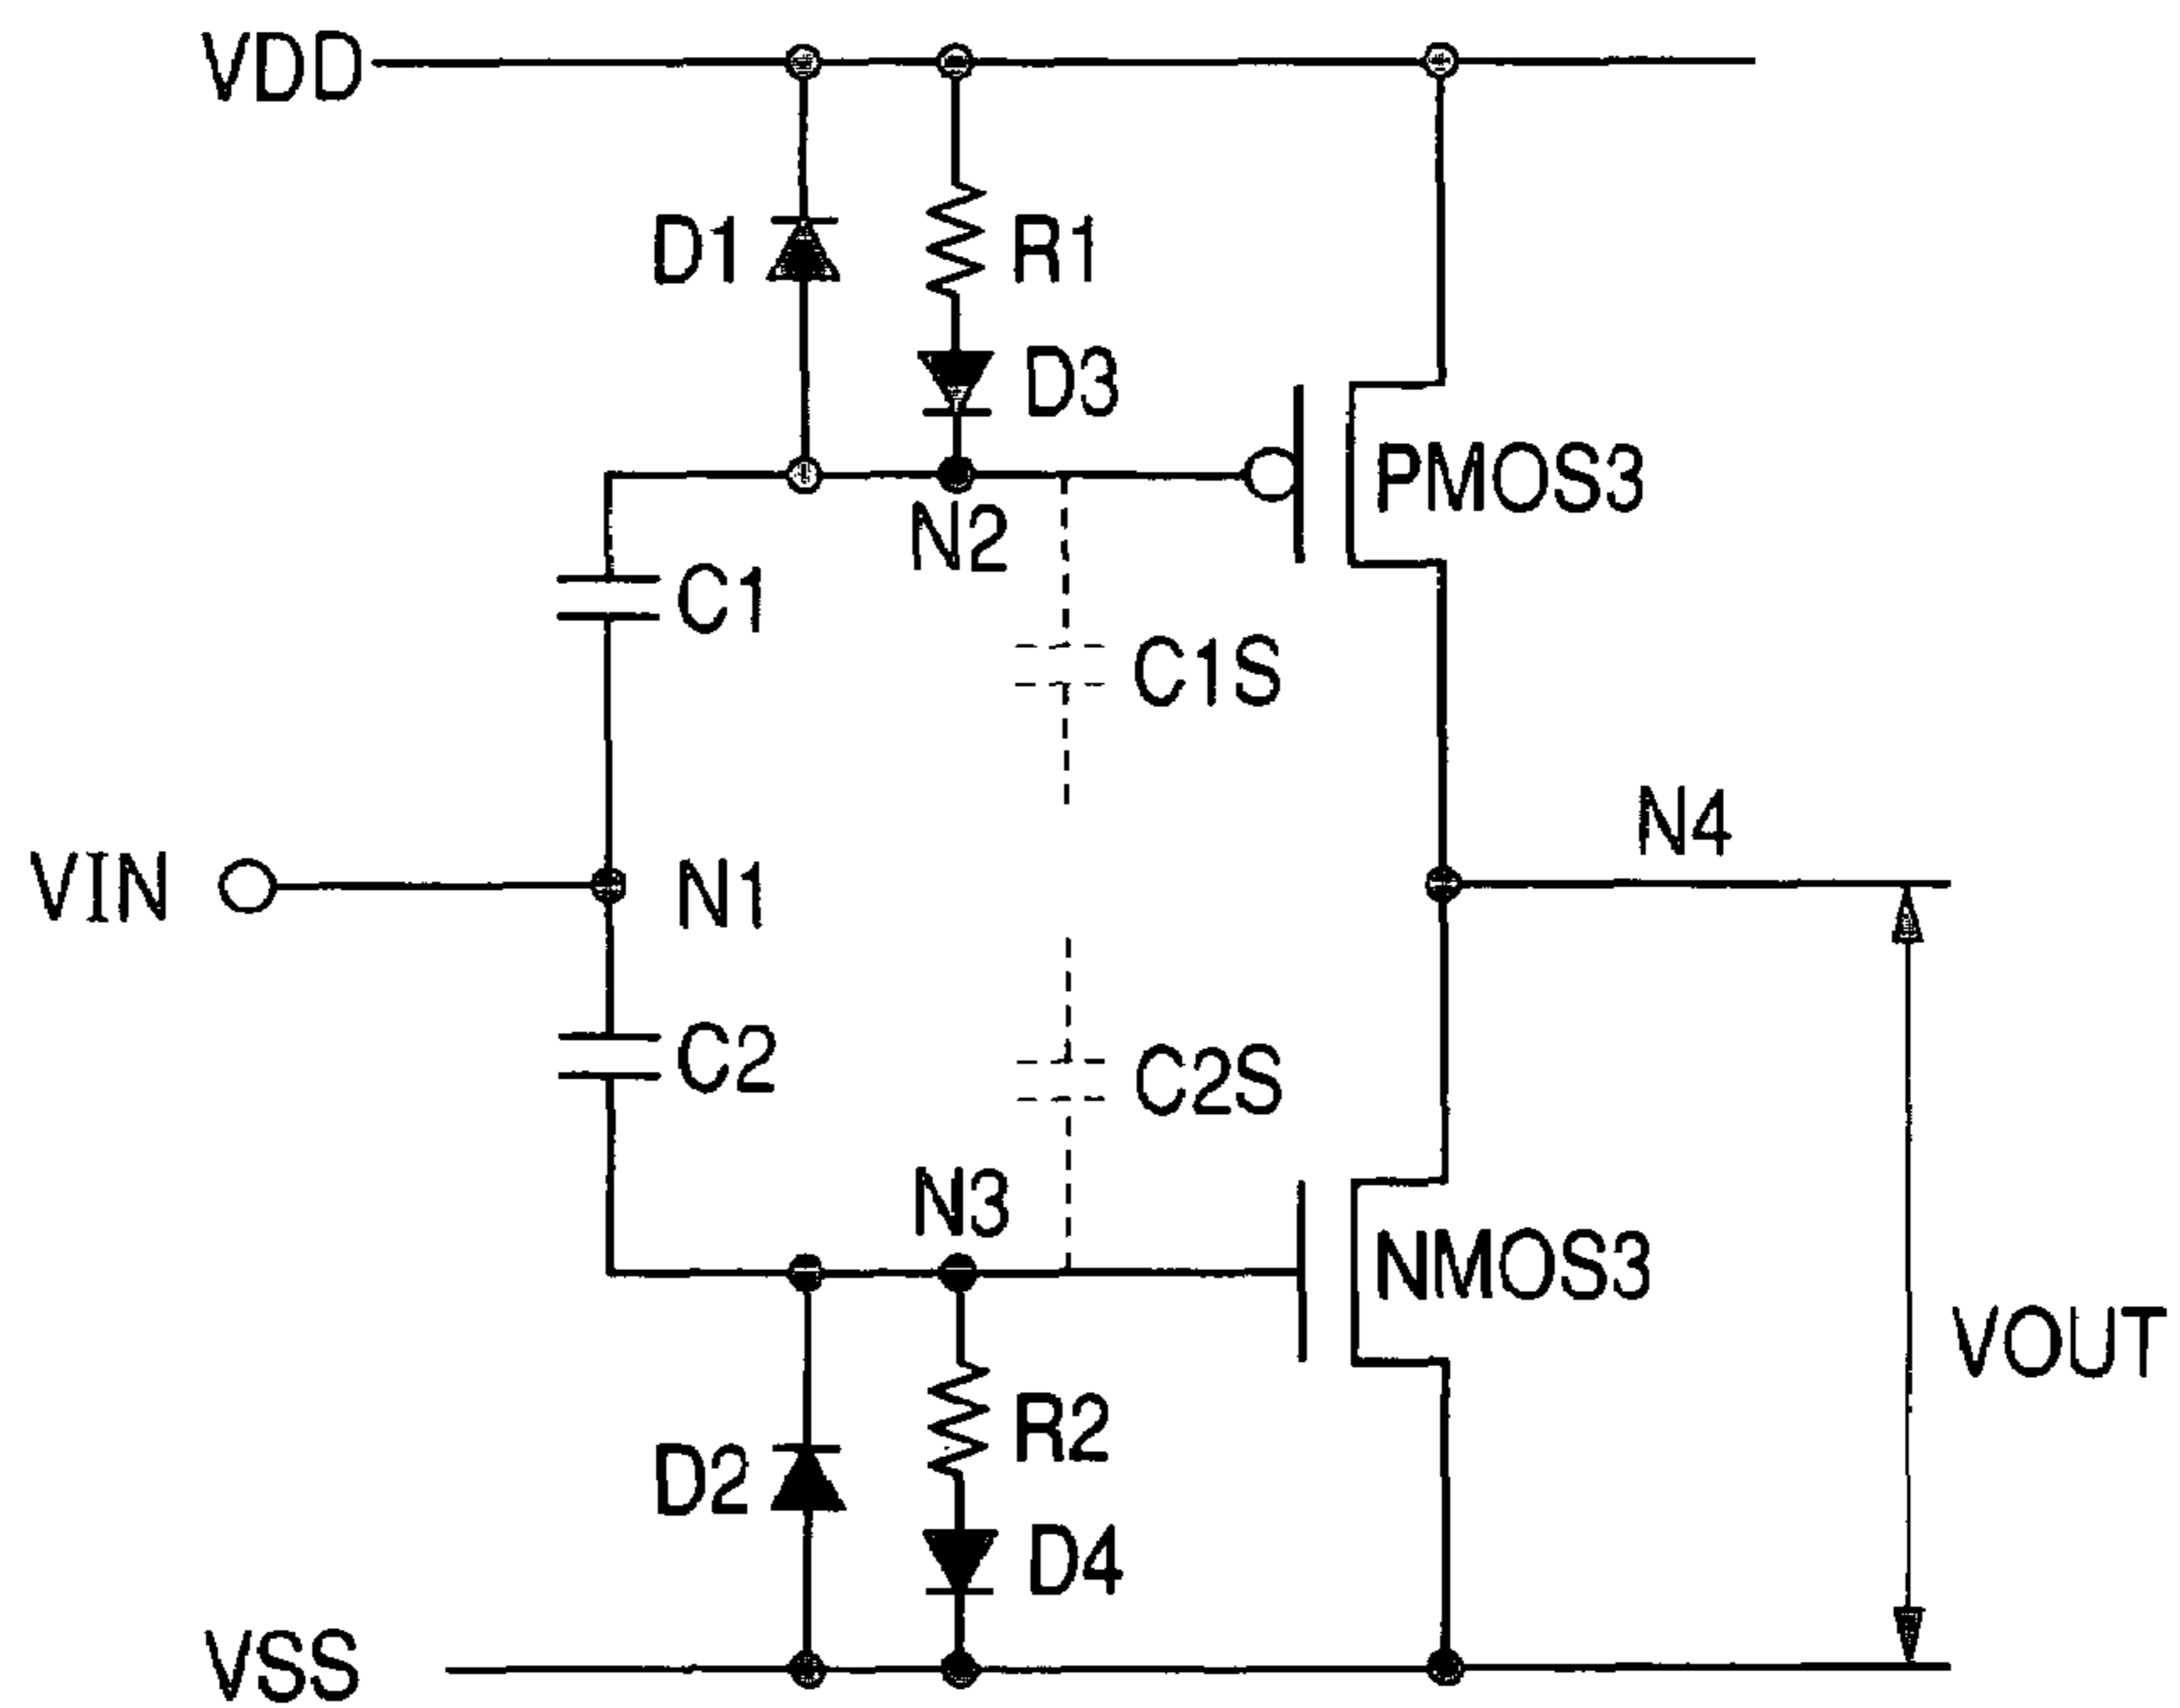 VDD
D1
R1
D3
PMOS3
N2
C1
C1S
N4
VIN
N1
C2
C2S
N3
NMOS3
VOUT
R2
D2
D4
VSS